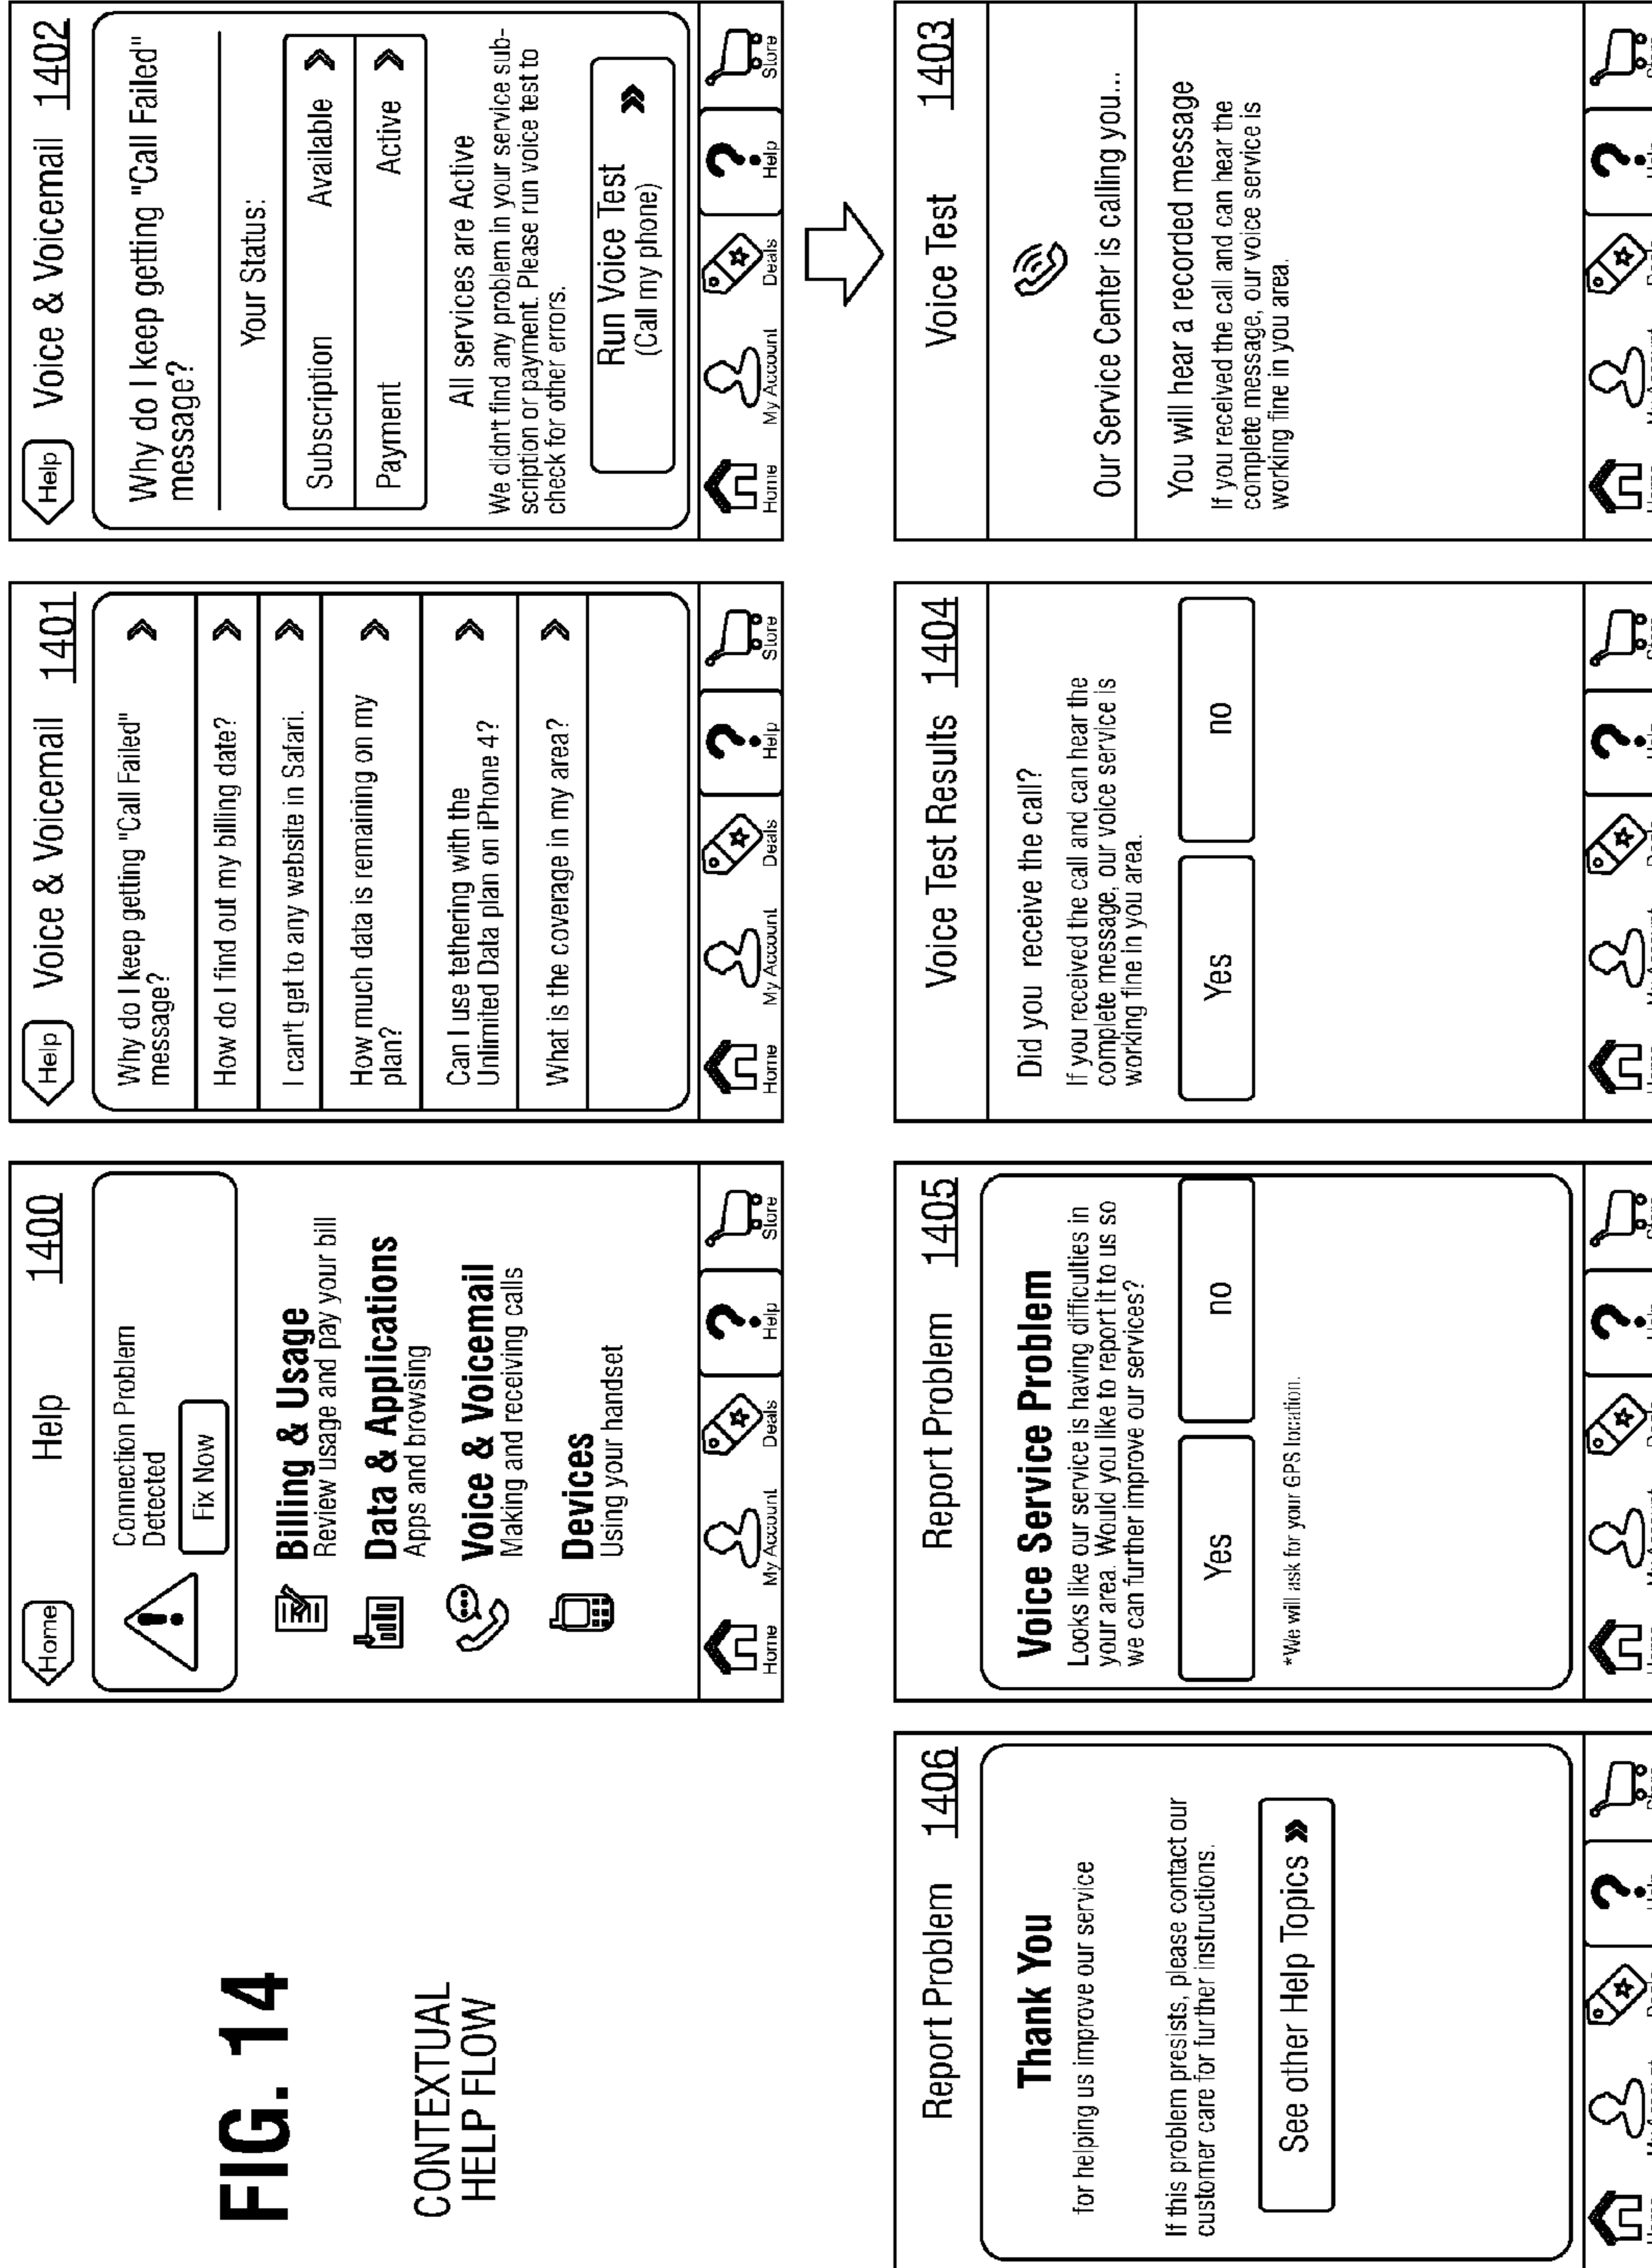 FIG. 14
CONTEXTUAL
HELP FLOW
Home Help 1400
Connection Problem
Detected
Fix Now
Billing & Usage
Review usage and pay your bill
Data & Applications
Apps and browsing
Voice & Voicemail
Making and receiving calls
Devices
Using your handset
Home My Account Deals Help Store
Help Voice & Voicemail 1401
Why do I keep getting "Call Failed" »
message?
How do I find out my billing date? »
I can't get to any website in Safari. »
How much data is remaining on my »
plan?
Can I use tethering with the »
Unlimited Data plan on iPhone 4?
What is the coverage in my area? »
Home My Account Deals Help Store
Help Voice & Voicemail 1402
Why do I keep getting "Call Failed"
message?
Your Status:
Subscription Available »
Payment Active »
All services are Active
We didn't find any problem in your service sub-
scription or payment. Please run voice test to
check for other errors.
Run Voice Test »
(Call my phone)
Home My Account Deals Help Store
Report Problem 1406
Thank You
for helping us improve our service
If this problem presists, please contact our
customer care for further instructions.
See other Help Topics »
Report Problem 1405
Voice Service Problem
Looks like our service is having difficulties in
your area. Would you like to report it to us so
we can further improve our services?
Yes no
*We will ask for your GPS location.
Voice Test Results 1404
Did you receive the call?
If you received the call and can hear the
complete message, our voice service is
working fine in you area.
Yes no
Voice Test 1403
Our Service Center is calling you...
You will hear a recorded message
If you received the call and can hear the
complete message, our voice service is
working fine in you area.